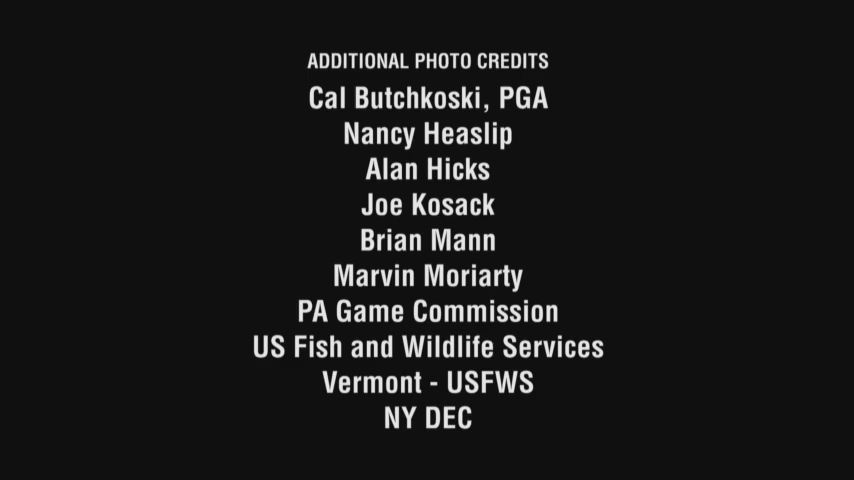 ADDITIONAL PHOTO CREDITS
Cal Butchkoski, PGA
Nancy Heaslip
Alan Hicks
Joe Kosack
Brian Mann
Marvin Moriarty
PA Game Commission
US Fish and Wildlife Services
Vermont - USFWS
NY DEC